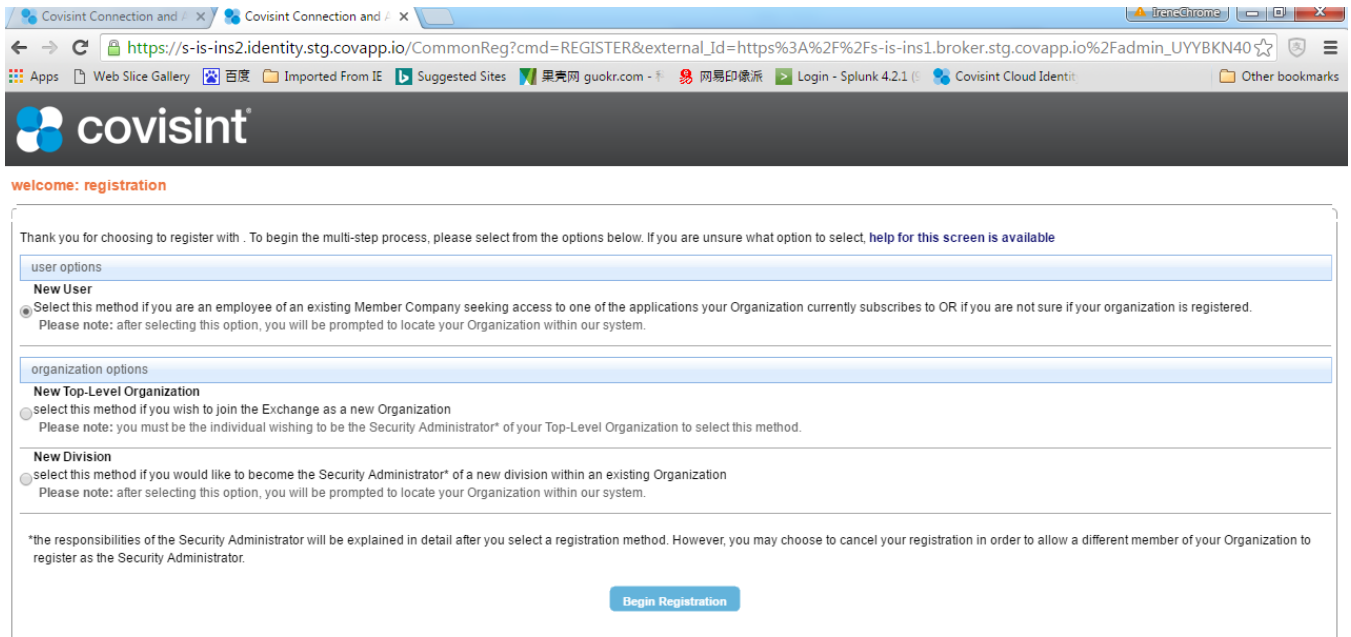 Covisint Connection and A
Covisint Connection and A
IreneChrome
https://s-is-ins2.identity.stg.covapp.io/CommonReg?cmd=REGISTER&external_Id=https%3A%2F%2Fs-is-ins1.broker.stg.covapp.io%2Fadmin_UYYBKN40
Apps Web Slice Gallery 百度 Imported From IE Suggested Sites 果壳网 guokr.com - 网易印像派 Login - Splunk 4.2.1 Covisint Cloud Identit Other bookmarks
covisint
welcome: registration
Thank you for choosing to register with . To begin the multi-step process, please select from the options below. If you are unsure what option to select, help for this screen is available
user options
New User
Select this method if you are an employee of an existing Member Company seeking access to one of the applications your Organization currently subscribes to OR if you are not sure if your organization is registered.
Please note: after selecting this option, you will be prompted to locate your Organization within our system.
organization options
New Top-Level Organization
select this method if you wish to join the Exchange as a new Organization
Please note: you must be the individual wishing to be the Security Administrator* of your Top-Level Organization to select this method.
New Division
select this method if you would like to become the Security Administrator* of a new division within an existing Organization
Please note: after selecting this option, you will be prompted to locate your Organization within our system.
*the responsibilities of the Security Administrator will be explained in detail after you select a registration method. However, you may choose to cancel your registration in order to allow a different member of your Organization to
register as the Security Administrator.
Begin Registration